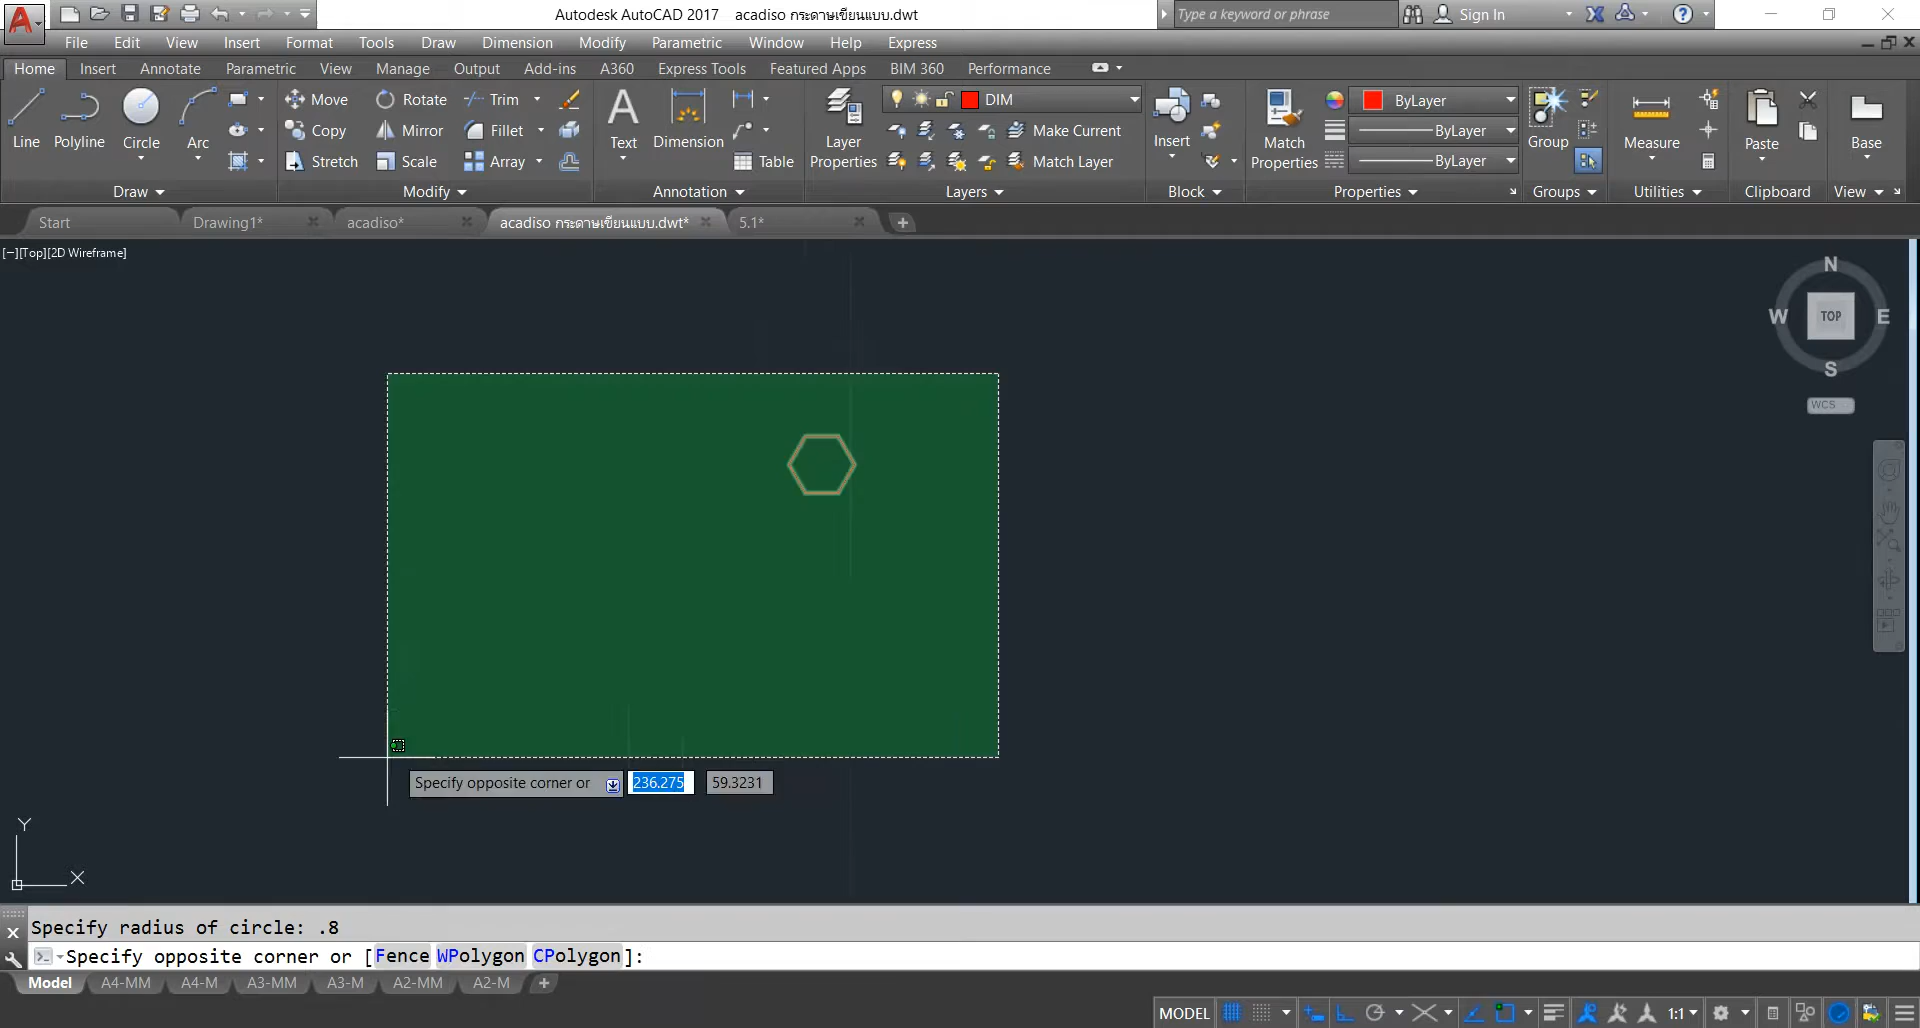 Autodesk AutoCAD 2017 acadiso กระดาษเขียนแบบ.dwt
Type a keyword or phrase
Sign In
File Edit View Insert Format Tools Draw Dimension Modify Parametric Window Help Express
Home Insert Annotate Parametric View Manage Output Add-ins A360 Express Tools Featured Apps BIM 360 Performance
Line Polyline Circle Arc
Move Rotate Trim
Copy Mirror Fillet
Stretch Scale Array
Text Dimension Table
Layer Properties
DIM
Make Current
Match Layer
Insert
Match Properties
ByLayer
ByLayer
ByLayer
Group
Measure
Paste
Base
Draw Modify Annotation Layers Block Properties Groups Utilities Clipboard View
Start Drawing1* acadiso* acadiso กระดาษเขียนแบบ.dwt* 5.1*
[−][Top][2D Wireframe]
N
W TOP E
S
WCS
Specify opposite corner or 236.275 59.3231
Y
X
Specify radius of circle: .8
Specify opposite corner or [Fence WPolygon CPolygon]:
Model A4-MM A4-M A3-MM A3-M A2-MM A2-M
MODEL 1:1